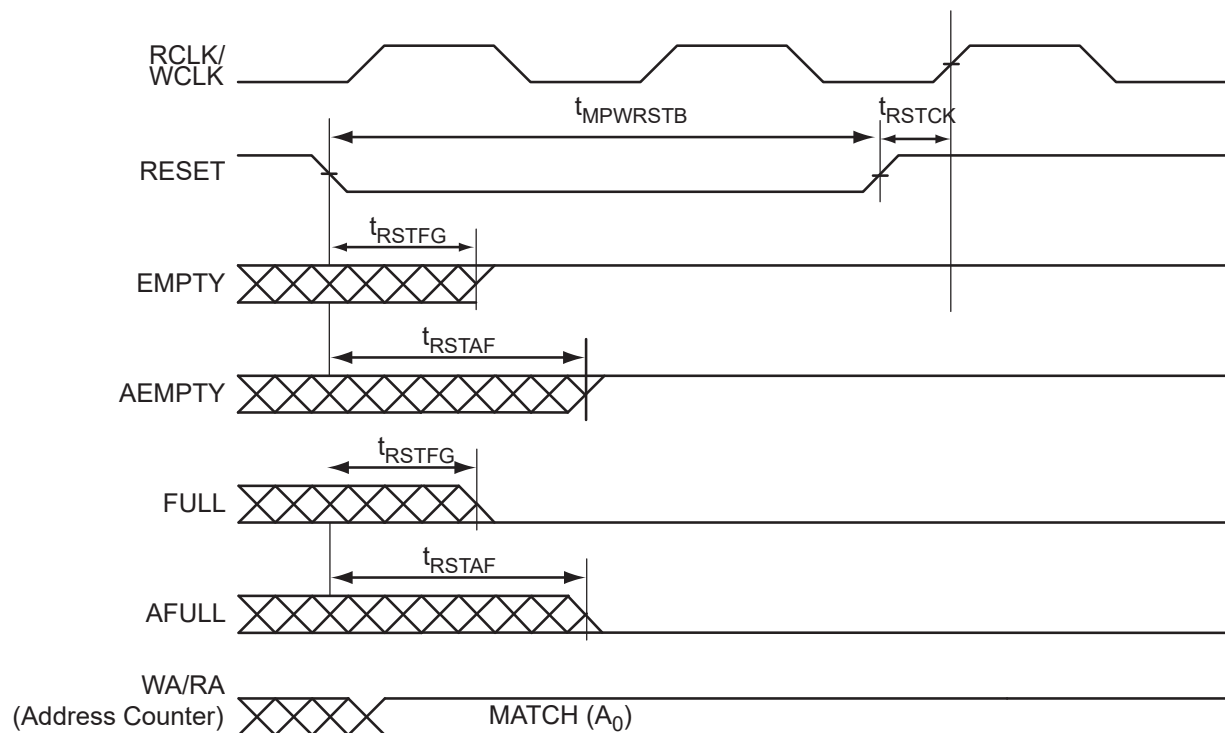 RCLK/
WCLK
tMPWRSTB
tRSTCK
RESET
tRSTFG
EMPTY
tRSTAF
AEMPTY
tRSTFG
FULL
tRSTAF
AFULL
WA/RA
(Address Counter)
MATCH (A0)